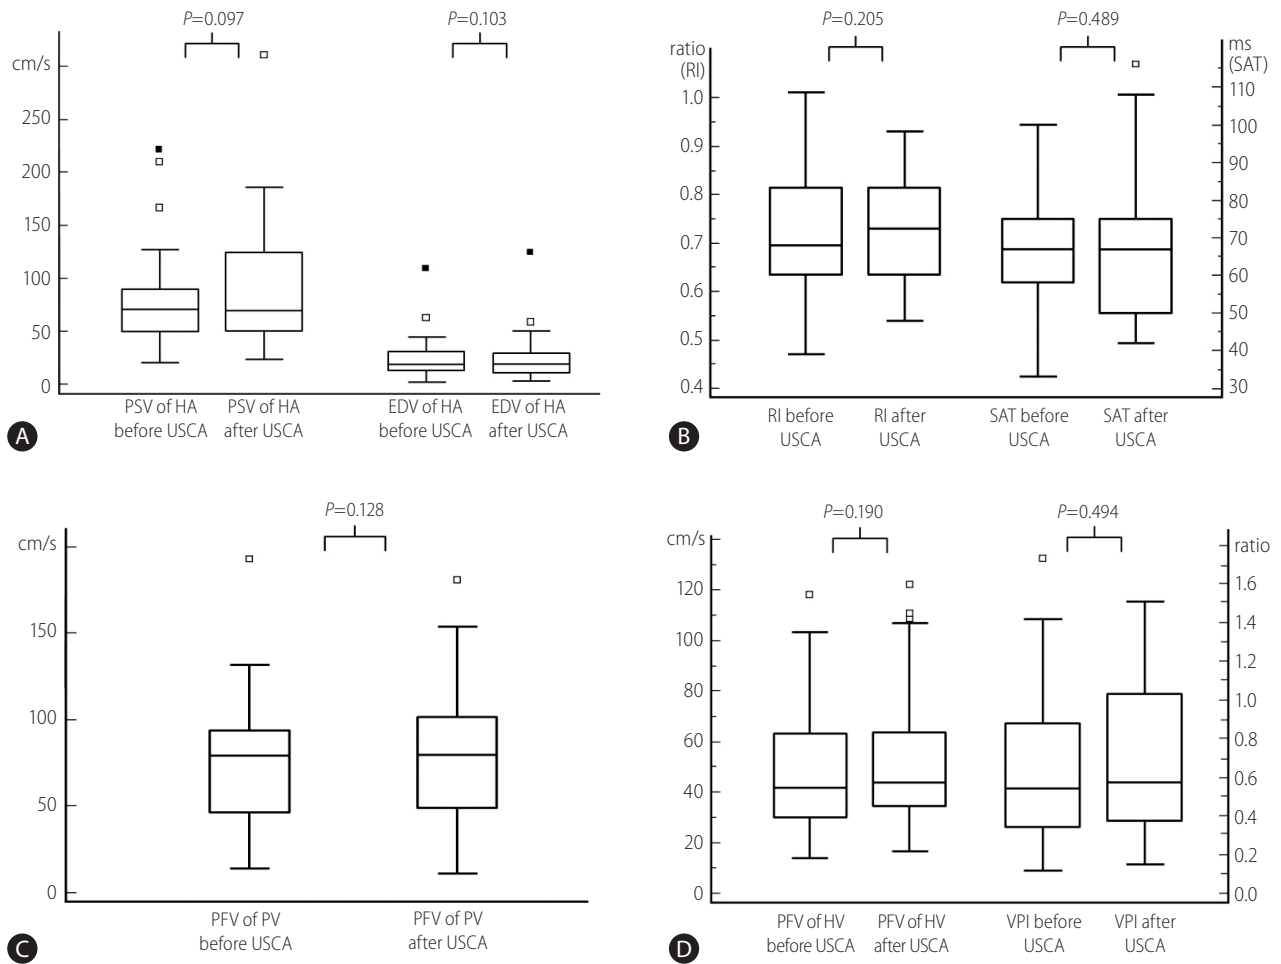 P=0.097
P=0.103
cm/s
250
200
150
100
50
0
PSV of HA
before USCA
PSV of HA
after USCA
EDV of HA
before USCA
EDV of HA
after USCA
A
P=0.205
P=0.489
ratio
(RI)
ms
(SAT)
1.0
0.9
0.8
0.7
0.6
0.5
0.4
110
100
90
80
70
60
50
40
30
RI before
USCA
RI after
USCA
SAT before
USCA
SAT after
USCA
B
P=0.128
cm/s
150
100
50
0
PFV of PV
before USCA
PFV of PV
after USCA
C
P=0.190
P=0.494
cm/s
ratio
120
100
80
60
40
20
0
1.6
1.4
1.2
1.0
0.8
0.6
0.4
0.2
0.0
PFV of HV
before USCA
PFV of HV
after USCA
VPI before
USCA
VPI after
USCA
D